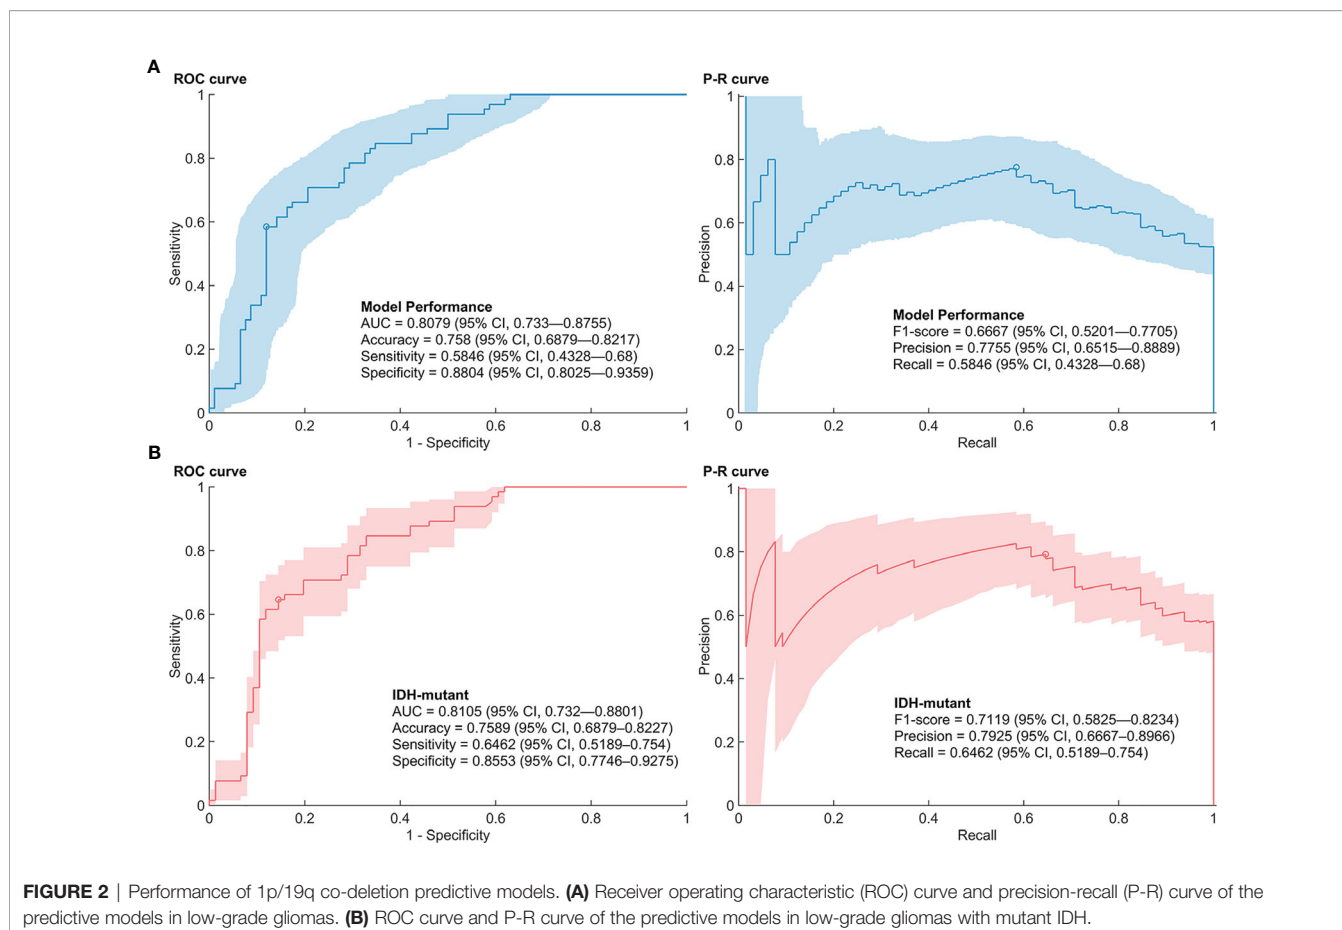 A
ROC curve
1
0.8
0.6
0.4
0.2
0
Sensitivity
Model Performance
AUC = 0.8079 (95% CI, 0.733—0.8755)
Accuracy = 0.758 (95% CI, 0.6879—0.8217)
Sensitivity = 0.5846 (95% CI, 0.4328—0.68)
Specificity = 0.8804 (95% CI, 0.8025—0.9359)
0 0.2 0.4 0.6 0.8 1
1 - Specificity
P-R curve
1
0.8
0.6
0.4
0.2
0
Precision
Model Performance
F1-score = 0.6667 (95% CI, 0.5201—0.7705)
Precision = 0.7755 (95% CI, 0.6515—0.8889)
Recall = 0.5846 (95% CI, 0.4328—0.68)
0 0.2 0.4 0.6 0.8 1
Recall
B
ROC curve
1
0.8
0.6
0.4
0.2
0
Sensitivity
IDH-mutant
AUC = 0.8105 (95% CI, 0.732—0.8801)
Accuracy = 0.7589 (95% CI, 0.6879–0.8227)
Sensitivity = 0.6462 (95% CI, 0.5189–0.754)
Specificity = 0.8553 (95% CI, 0.7746–0.9275)
0 0.2 0.4 0.6 0.8 1
1 - Specificity
P-R curve
1
0.8
0.6
0.4
0.2
0
Precision
IDH-mutant
F1-score = 0.7119 (95% CI, 0.5825—0.8234)
Precision = 0.7925 (95% CI, 0.6667–0.8966)
Recall = 0.6462 (95% CI, 0.5189–0.754)
0 0.2 0.4 0.6 0.8 1
Recall
FIGURE 2 | Performance of 1p/19q co-deletion predictive models. (A) Receiver operating characteristic (ROC) curve and precision-recall (P-R) curve of the
predictive models in low-grade gliomas. (B) ROC curve and P-R curve of the predictive models in low-grade gliomas with mutant IDH.